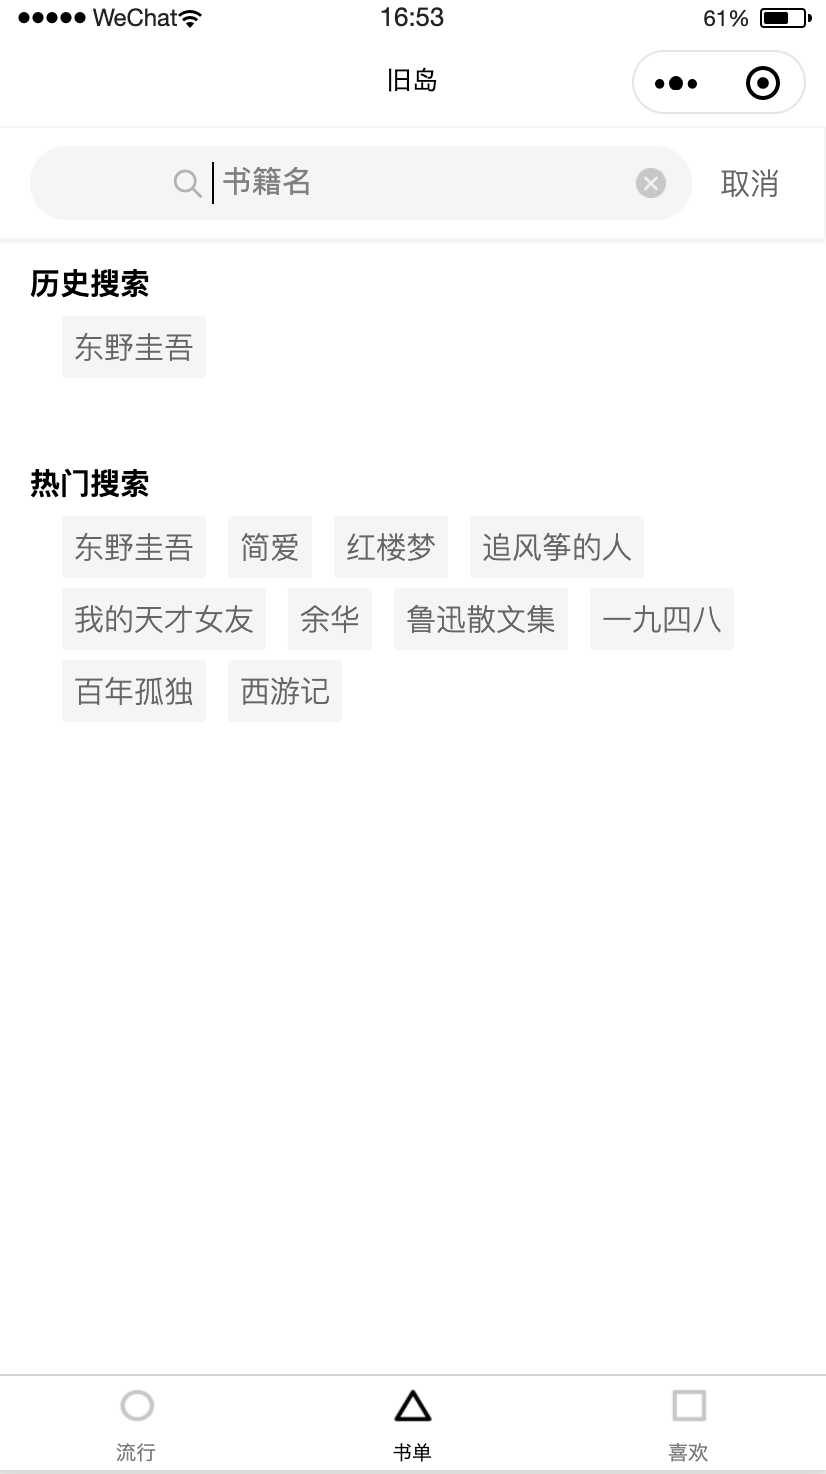 WeChat 16:53 61%
旧岛
书籍名 取消
历史搜索
东野圭吾
热门搜索
东野圭吾 简爱 红楼梦 追风筝的人
我的天才女友 余华 鲁迅散文集 一九四八
百年孤独 西游记
流行 书单 喜欢